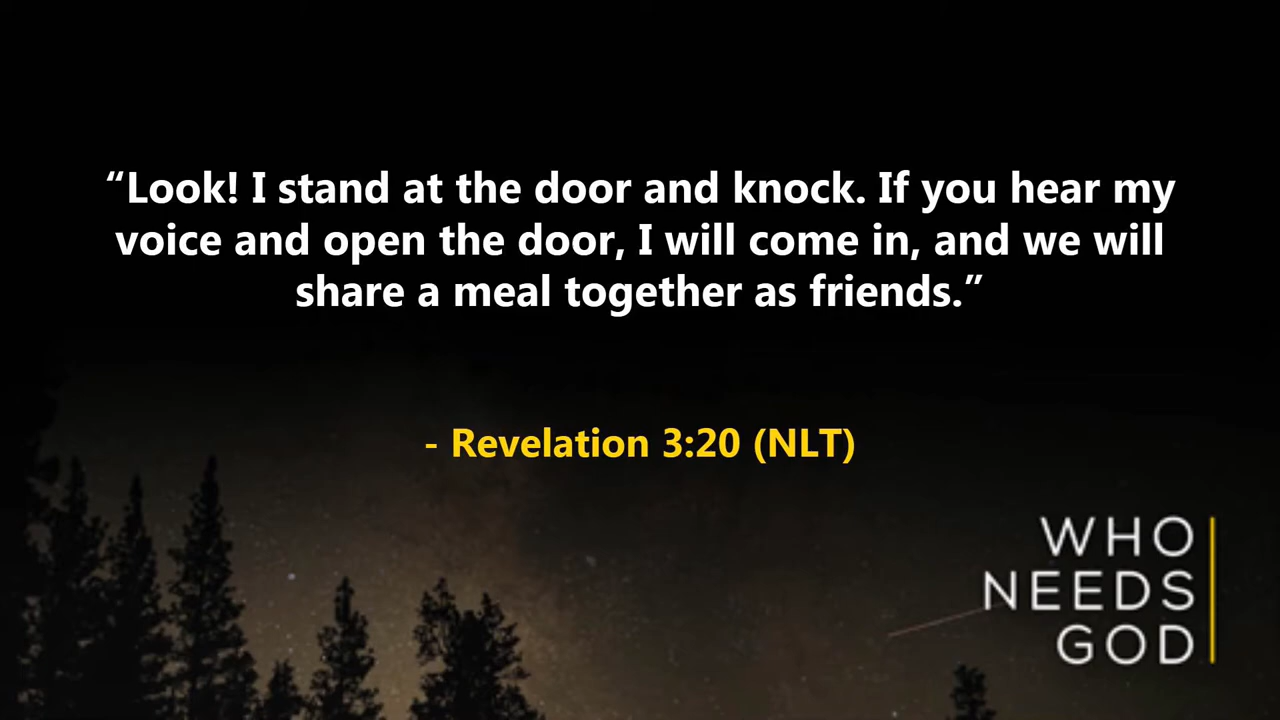 “Look! I stand at the door and knock. If you hear my
voice and open the door, I will come in, and we will
share a meal together as friends.”
- Revelation 3:20 (NLT)
WHO
NEEDS
GOD